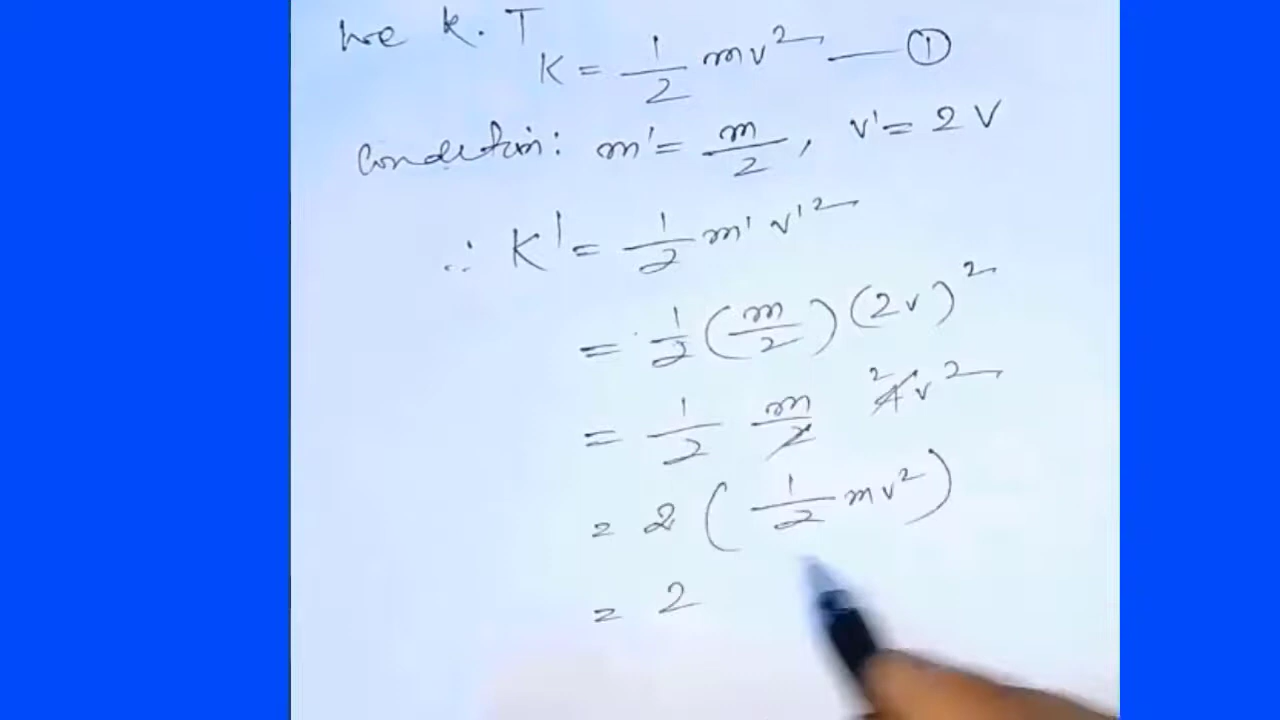 We k. T
K = 1/2 mv² — ①
Condition: m' = m/2, v' = 2V
∴ K' = 1/2 m' v'²
= 1/2 (m/2) (2v)²
= 1/2 m/2 ²4v²
= 2 (1/2 mv²)
= 2